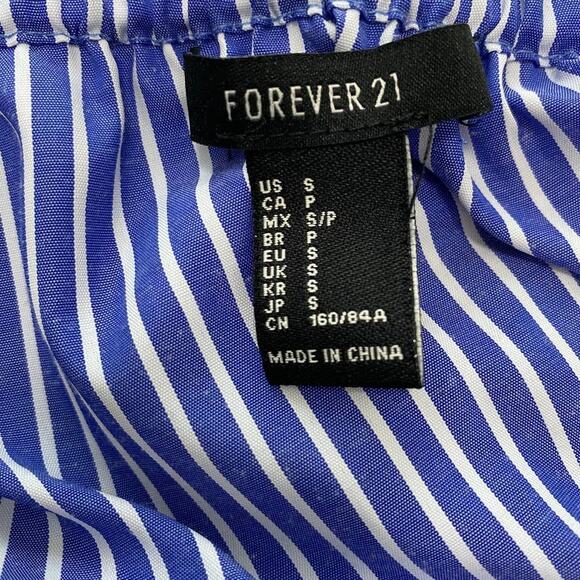 FOREVER 21
US S
CA P
MX S/P
BR P
EU S
UK S
KR S
JP S
CN 160/84A
MADE IN CHINA